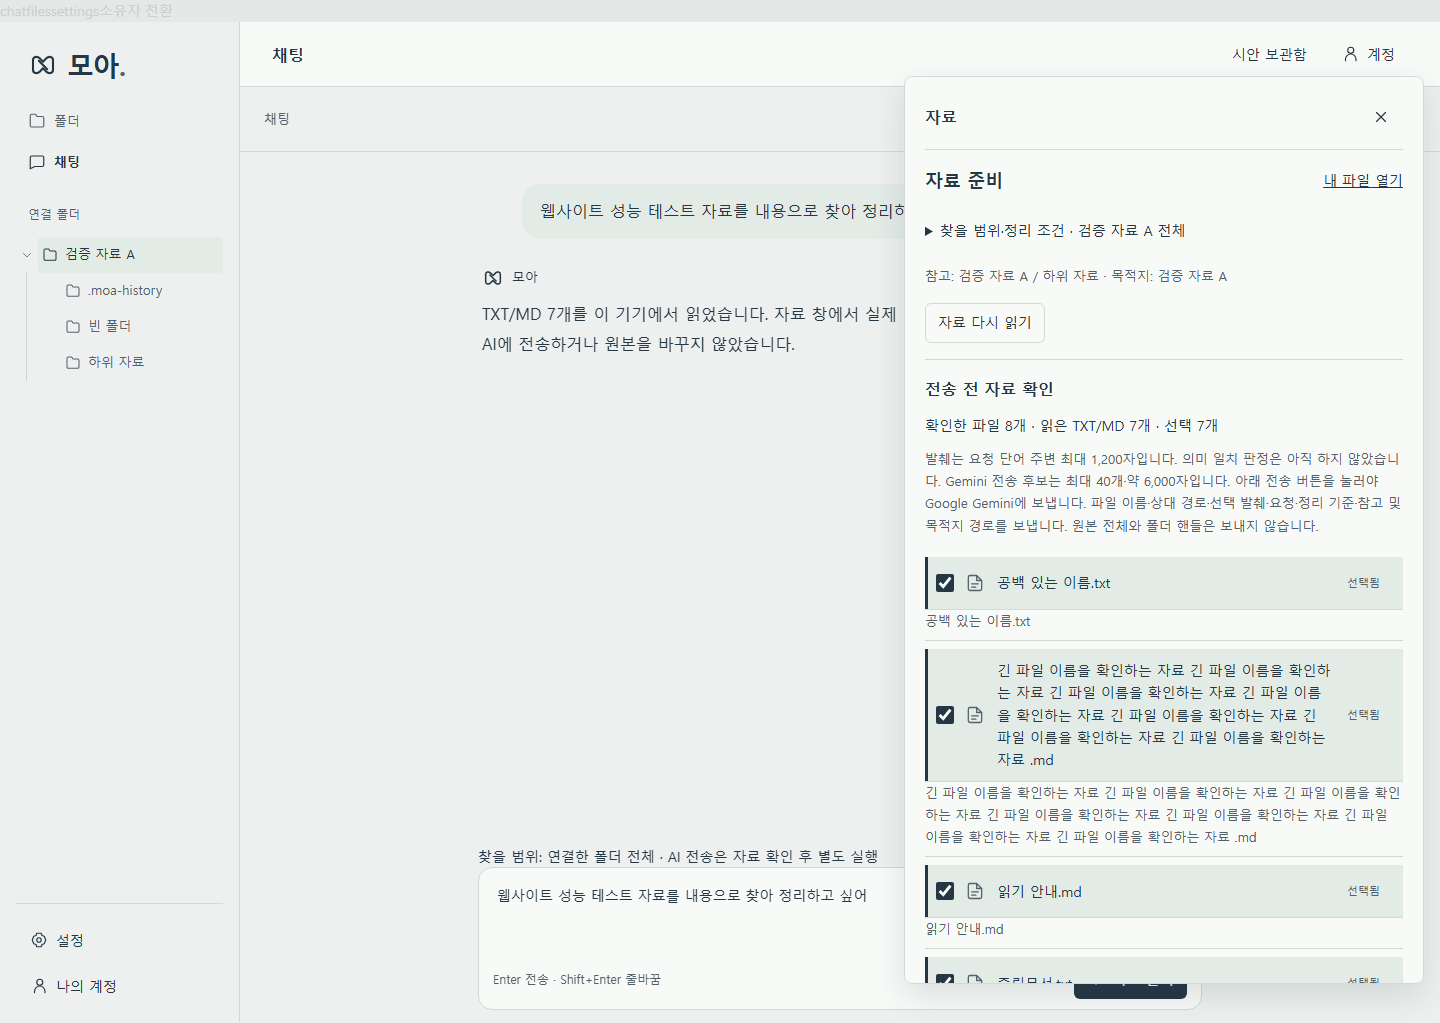 chatfilessettings소유자 전환
모아.
폴더
채팅
연결 폴더
검증 자료 A
.moa-history
빈 폴더
하위 자료
설정
나의 계정
채팅
시안 보관함
계정
채팅
웹사이트 성능 테스트 자료를 내용으로 찾아 정리하
모아
TXT/MD 7개를 이 기기에서 읽었습니다. 자료 창에서 실제
AI에 전송하거나 원본을 바꾸지 않았습니다.
찾을 범위: 연결한 폴더 전체 · AI 전송은 자료 확인 후 별도 실행
웹사이트 성능 테스트 자료를 내용으로 찾아 정리하고 싶어
Enter 전송 · Shift+Enter 줄바꿈
자료
자료 준비
내 파일 열기
찾을 범위·정리 조건 · 검증 자료 A 전체
참고: 검증 자료 A / 하위 자료 · 목적지: 검증 자료 A
자료 다시 읽기
전송 전 자료 확인
확인한 파일 8개 · 읽은 TXT/MD 7개 · 선택 7개
발췌는 요청 단어 주변 최대 1,200자입니다. 의미 일치 판정은 아직 하지 않았습니
다. Gemini 전송 후보는 최대 40개·약 6,000자입니다. 아래 전송 버튼을 눌러야
Google Gemini에 보냅니다. 파일 이름·상대 경로·선택 발췌·요청·정리 기준·참고 및
목적지 경로를 보냅니다. 원본 전체와 폴더 핸들은 보내지 않습니다.
공백 있는 이름.txt
선택됨
공백 있는 이름.txt
긴 파일 이름을 확인하는 자료 긴 파일 이름을 확인하
는 자료 긴 파일 이름을 확인하는 자료 긴 파일 이름
을 확인하는 자료 긴 파일 이름을 확인하는 자료 긴
파일 이름을 확인하는 자료 긴 파일 이름을 확인하는
자료 .md
선택됨
긴 파일 이름을 확인하는 자료 긴 파일 이름을 확인하는 자료 긴 파일 이름을 확인
하는 자료 긴 파일 이름을 확인하는 자료 긴 파일 이름을 확인하는 자료 긴 파일
이름을 확인하는 자료 긴 파일 이름을 확인하는 자료 .md
읽기 안내.md
선택됨
읽기 안내.md
선택됨